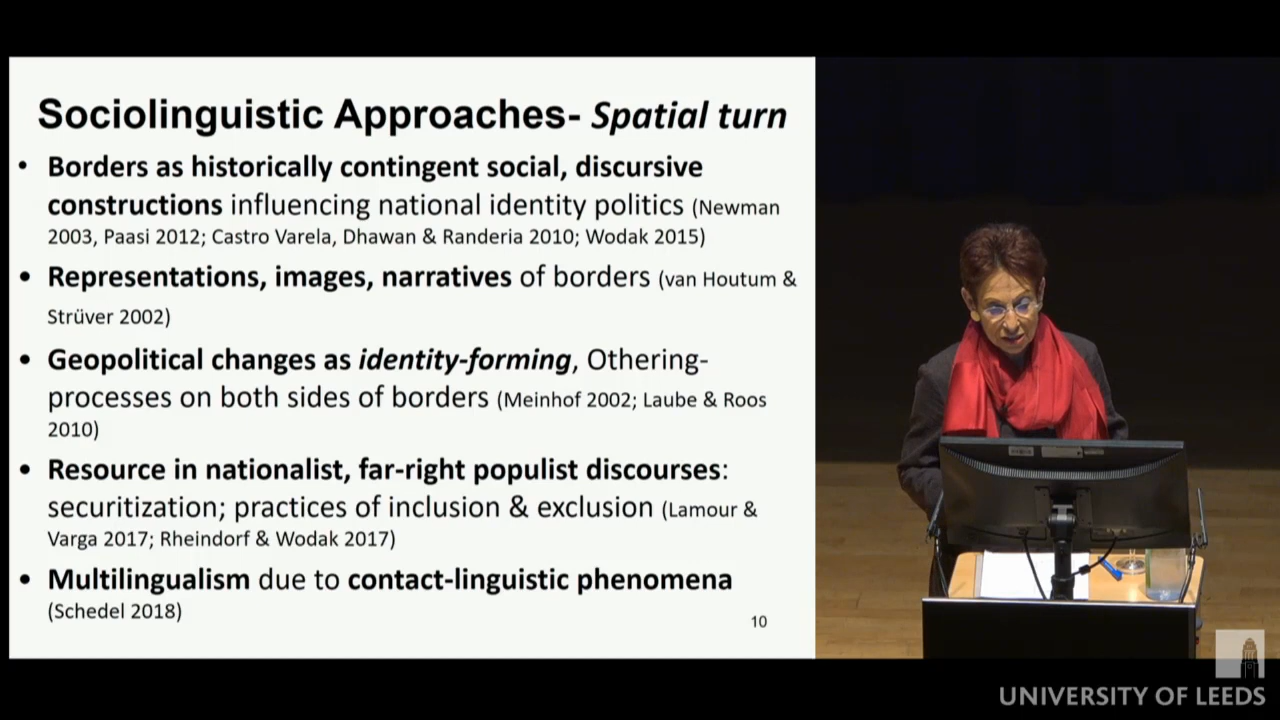 Sociolinguistic Approaches- Spatial turn
• Borders as historically contingent social, discursive
constructions influencing national identity politics (Newman
2003, Paasi 2012; Castro Varela, Dhawan & Randeria 2010; Wodak 2015)
• Representations, images, narratives of borders (van Houtum &
Strüver 2002)
• Geopolitical changes as identity-forming, Othering-
processes on both sides of borders (Meinhof 2002; Laube & Roos
2010)
• Resource in nationalist, far-right populist discourses:
securitization; practices of inclusion & exclusion (Lamour &
Varga 2017; Rheindorf & Wodak 2017)
• Multilingualism due to contact-linguistic phenomena
(Schedel 2018)
10
UNIVERSITY OF LEEDS